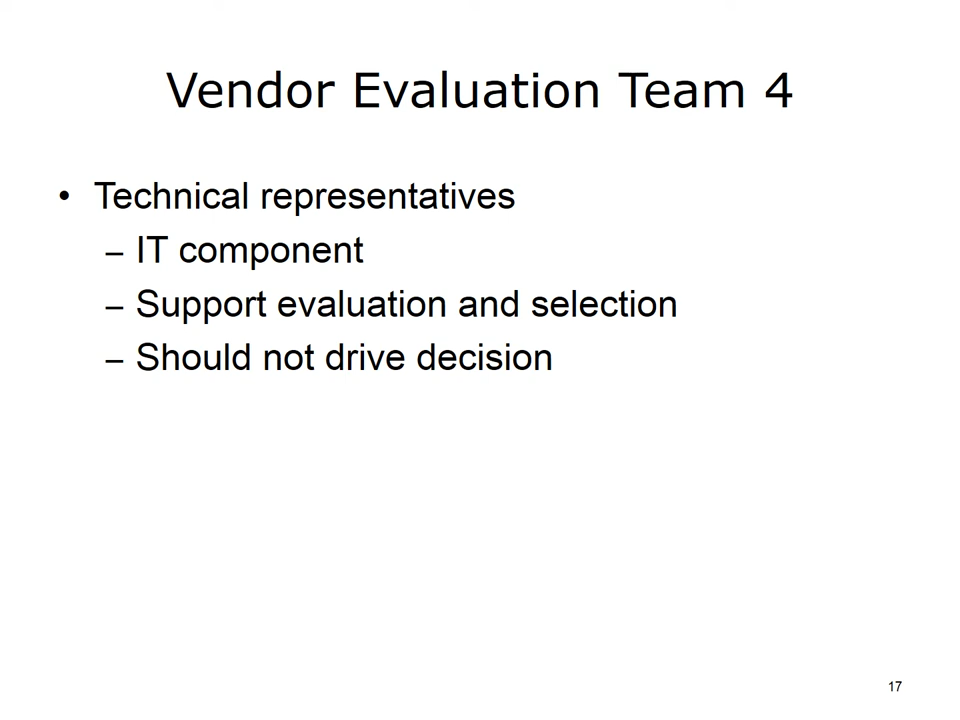 Vendor Evaluation Team 4
• Technical representatives
– IT component
– Support evaluation and selection
– Should not drive decision
17